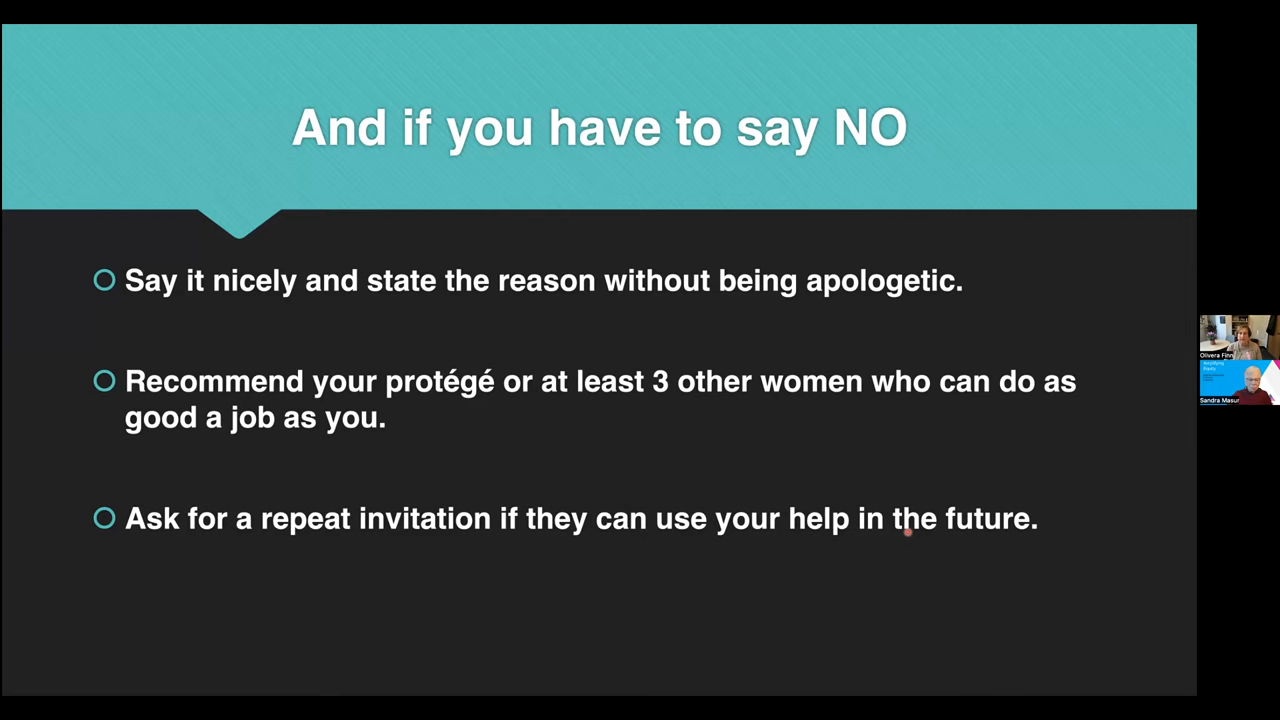 And if you have to say NO
Say it nicely and state the reason without being apologetic.
Recommend your protégé or at least 3 other women who can do as
good a job as you.
Ask for a repeat invitation if they can use your help in the future.
Olivera Finn
Amplifying
Equity
Sandra Masur